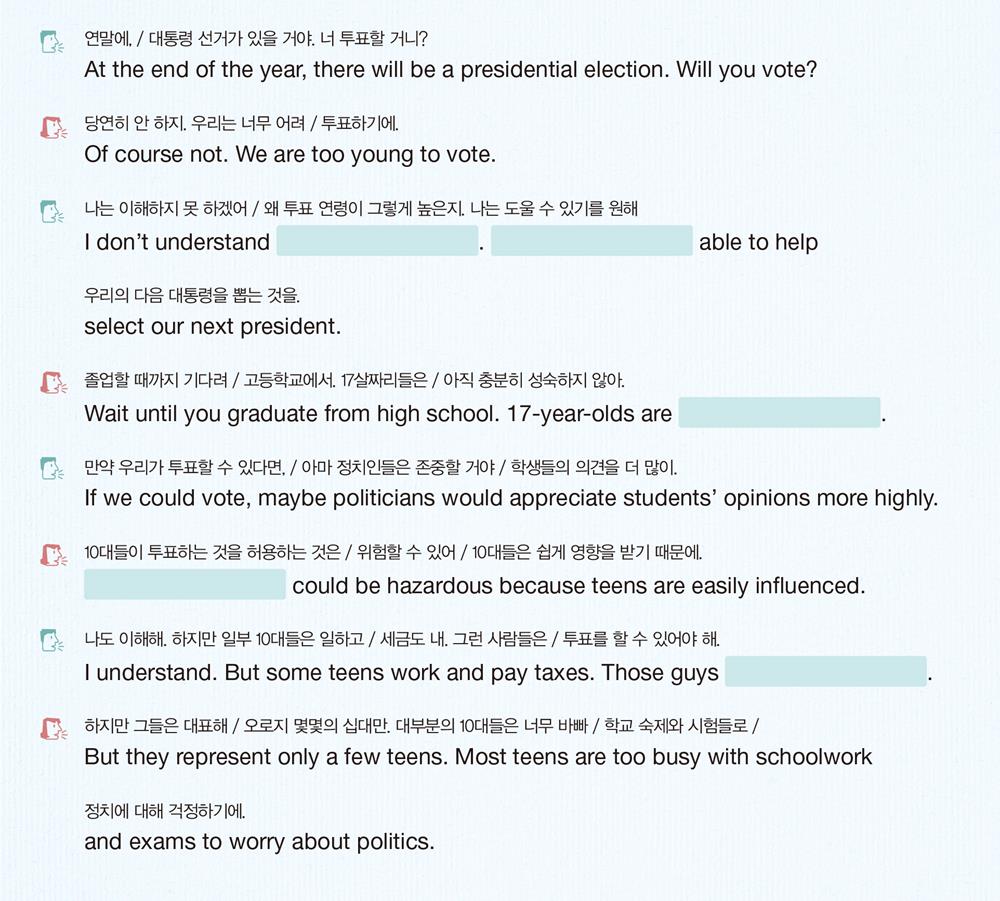 연말에, / 대통령 선거가 있을 거야. 너 투표할 거니?
At the end of the year, there will be a presidential election. Will you vote?
당연히 안 하지. 우리는 너무 어려 / 투표하기에.
Of course not. We are too young to vote.
나는 이해하지 못 하겠어 / 왜 투표 연령이 그렇게 높은지. 나는 도울 수 있기를 원해
I don’t understand . able to help
우리의 다음 대통령을 뽑는 것을.
select our next president.
졸업할 때까지 기다려 / 고등학교에서. 17살짜리들은 / 아직 충분히 성숙하지 않아.
Wait until you graduate from high school. 17-year-olds are .
만약 우리가 투표할 수 있다면, / 아마 정치인들은 존중할 거야 / 학생들의 의견을 더 많이.
If we could vote, maybe politicians would appreciate students’ opinions more highly.
10대들이 투표하는 것을 허용하는 것은 / 위험할 수 있어 / 10대들은 쉽게 영향을 받기 때문에.
could be hazardous because teens are easily influenced.
나도 이해해. 하지만 일부 10대들은 일하고 / 세금도 내. 그런 사람들은 / 투표를 할 수 있어야 해.
I understand. But some teens work and pay taxes. Those guys .
하지만 그들은 대표해 / 오로지 몇몇의 십대만. 대부분의 10대들은 너무 바빠 / 학교 숙제와 시험들로 /
But they represent only a few teens. Most teens are too busy with schoolwork
정치에 대해 걱정하기에.
and exams to worry about politics.